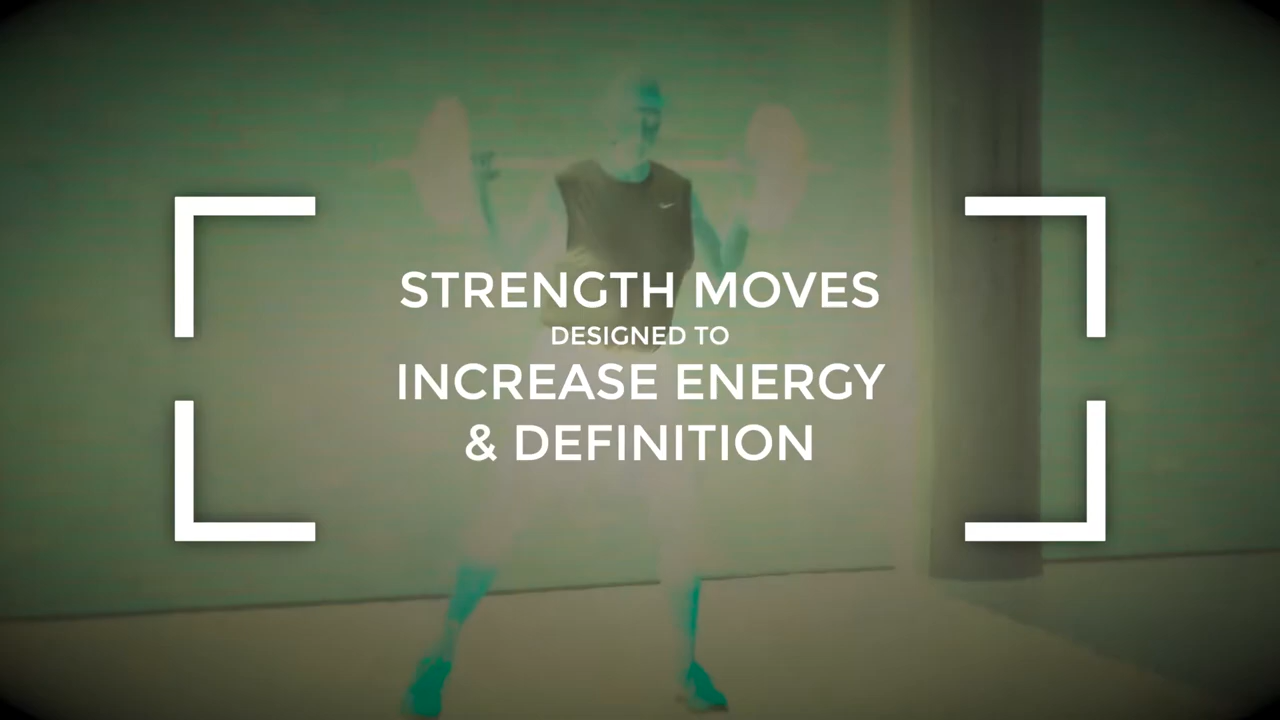 STRENGTH MOVES
DESIGNED TO
INCREASE ENERGY
& DEFINITION